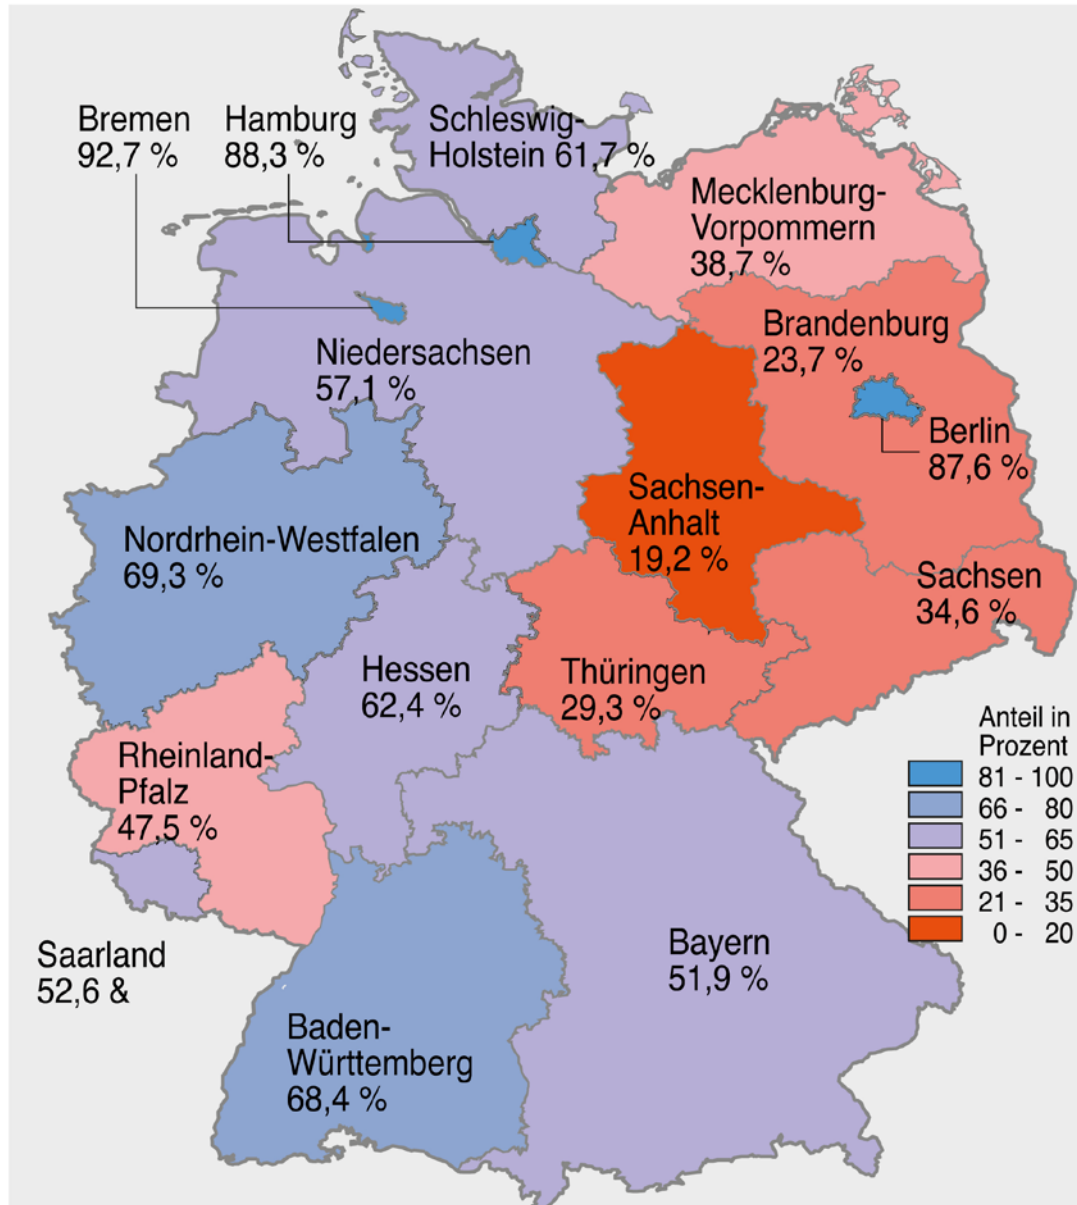 Bremen
92,7 %
Hamburg
88,3 %
Schleswig-
Holstein 61,7 %
Mecklenburg-
Vorpommern
38,7 %
Brandenburg
23,7 %
Niedersachsen
57,1 %
Berlin
87,6 %
Sachsen-
Anhalt
19,2 %
Nordrhein-Westfalen
69,3 %
Sachsen
34,6 %
Hessen
62,4 %
Thüringen
29,3 %
Rheinland-
Pfalz
47,5 %
Anteil in
Prozent
81 - 100
66 - 80
51 - 65
36 - 50
21 - 35
0 - 20
Saarland
52,6 &
Bayern
51,9 %
Baden-
Württemberg
68,4 %